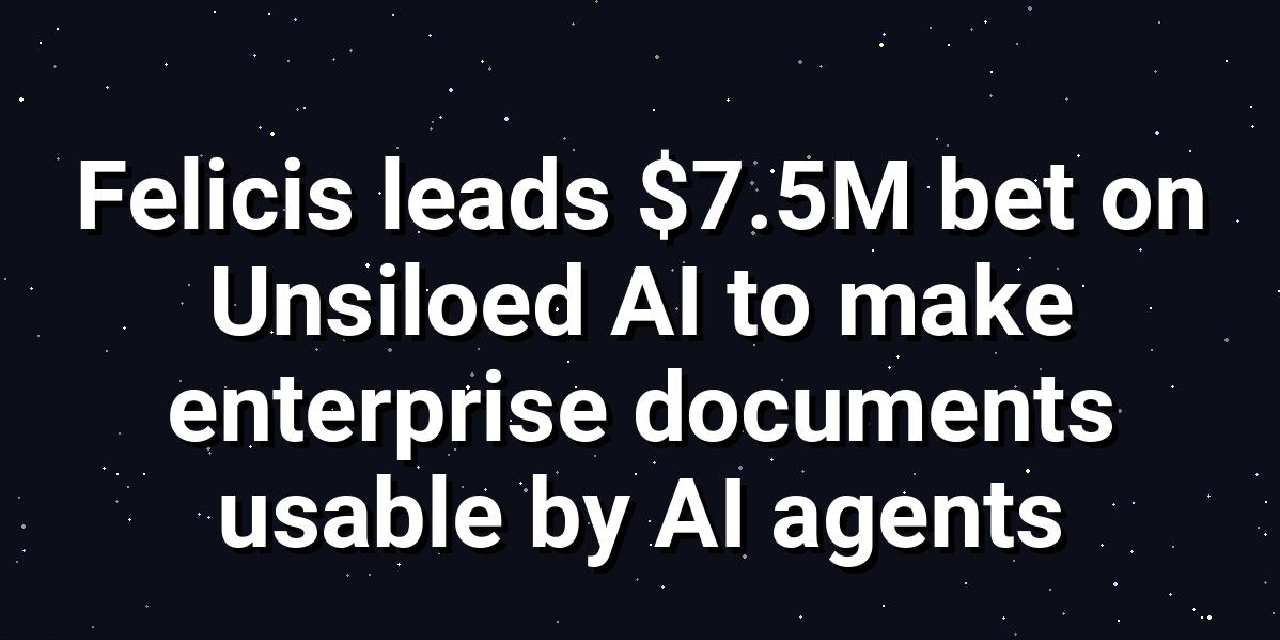 Felicis leads $7.5M bet on
Unsiloed AI to make
enterprise documents
usable by AI agents